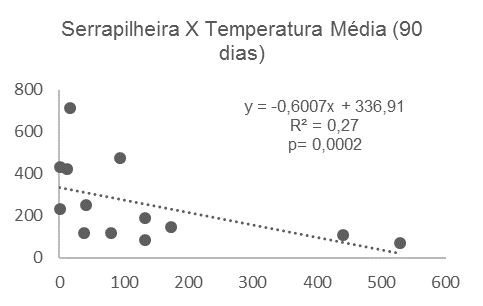 Serrapilheira X Temperatura Média (90
dias)
y = -0,6007x + 336,91
R² = 0,27
p= 0,0002
800
600
400
200
0
0 100 200 300 400 500 600